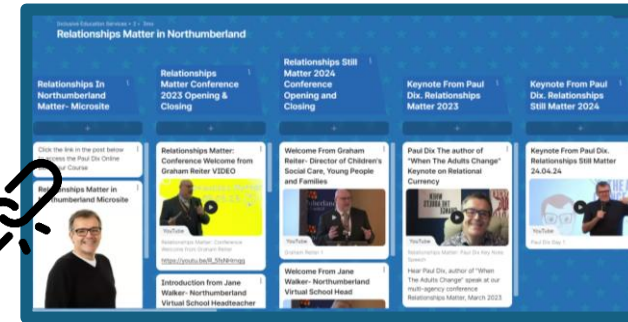 Inclusive Education Services • 3 • 3mo
Relationships Matter in Northumberland
Relationships In
Northumberland
Matter- Microsite
Click the link in the post below
to access the Paul Dix Online
Course
Relationships Matter in
Northumberland Microsite
Relationships
Matter Conference
2023 Opening &
Closing
Relationships Matter:
Conference Welcome from
Graham Reiter VIDEO
YouTube
Relationships Matter: Conference
Welcome from Graham Reiter
Introduction from Jane
Walker- Northumberland
Virtual School Headteacher
Relationships Still
Matter 2024
Conference
Opening and
Closing
Welcome From Graham
Reiter- Director of Children's
Social Care, Young People
and Families
YouTube
Graham Reiter 1
Welcome From Jane
Walker- Northumberland
Virtual School Head
Keynote From Paul
Dix. Relationships
Matter 2023
Paul Dix The author of
"When The Adults Change"
Keynote on Relational
Currency
YouTube
Relationships Matter: Paul Dix Key Note
Speech
Hear Paul Dix, author of "When
The Adults Change" speak at our
multi-agency conference
Relationships Matter, March 2023
Keynote From Paul
Dix. Relationships
Still Matter 2024
Keynote From Paul Dix.
Relationships Still Matter
24.04.24
YouTube
Paul Dix Day 1